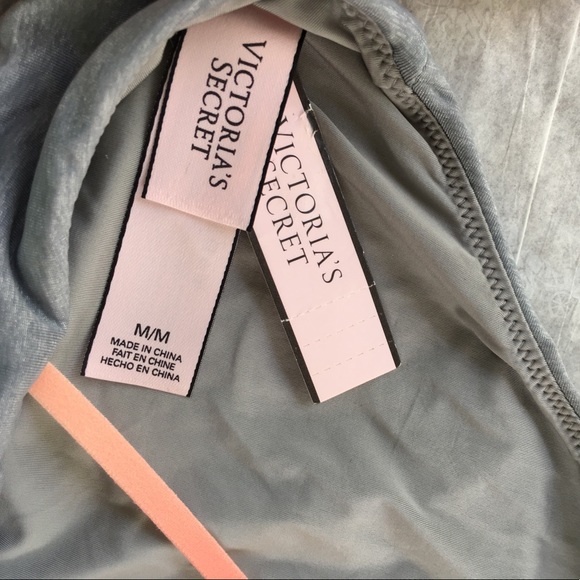 VICTORIA'S
SECRET
VICTORIA'S
SECRET
M/M
MADE IN CHINA
FAIT EN CHINE
HECHO EN CHINA